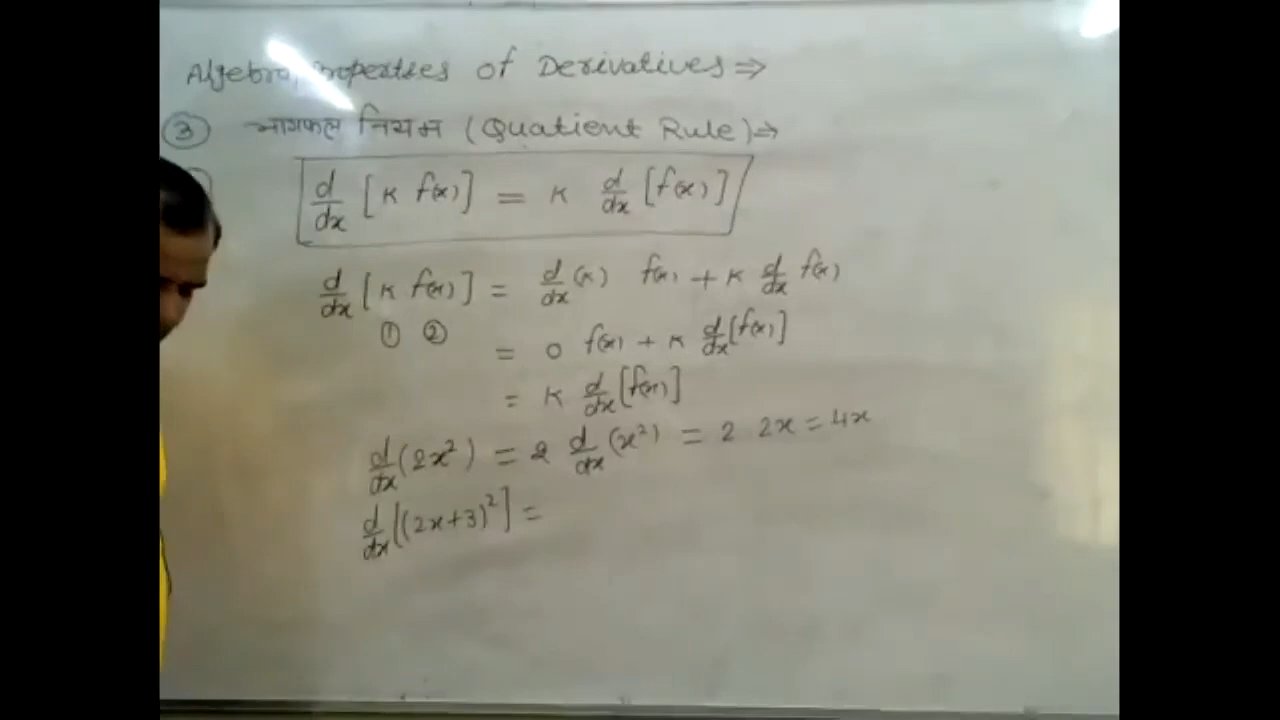 Algebra Properties of Derivatives ⇒
③ भागफल नियम (Quatient Rule) ⇒
d/dx [K f(x)] = K d/dx [f(x)]
d/dx [K f(x)] = d/dx (K) f(x) + K d/dx f(x)
① ②
= 0 f(x) + K d/dx [f(x)]
= K d/dx [f(x)]
d/dx (2x²) = 2 d/dx (x²) = 2 2x = 4x
d/dx [(2x+3)²] =